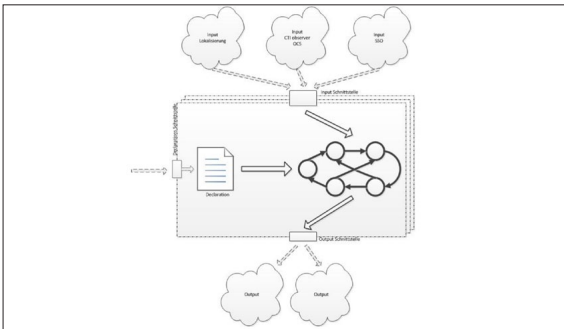 Input
Lokalisierung
Input
CTI observer
OCS
Input
SSO
Input Schnittstelle
Declaration
Output Schnittstelle
Output
Output